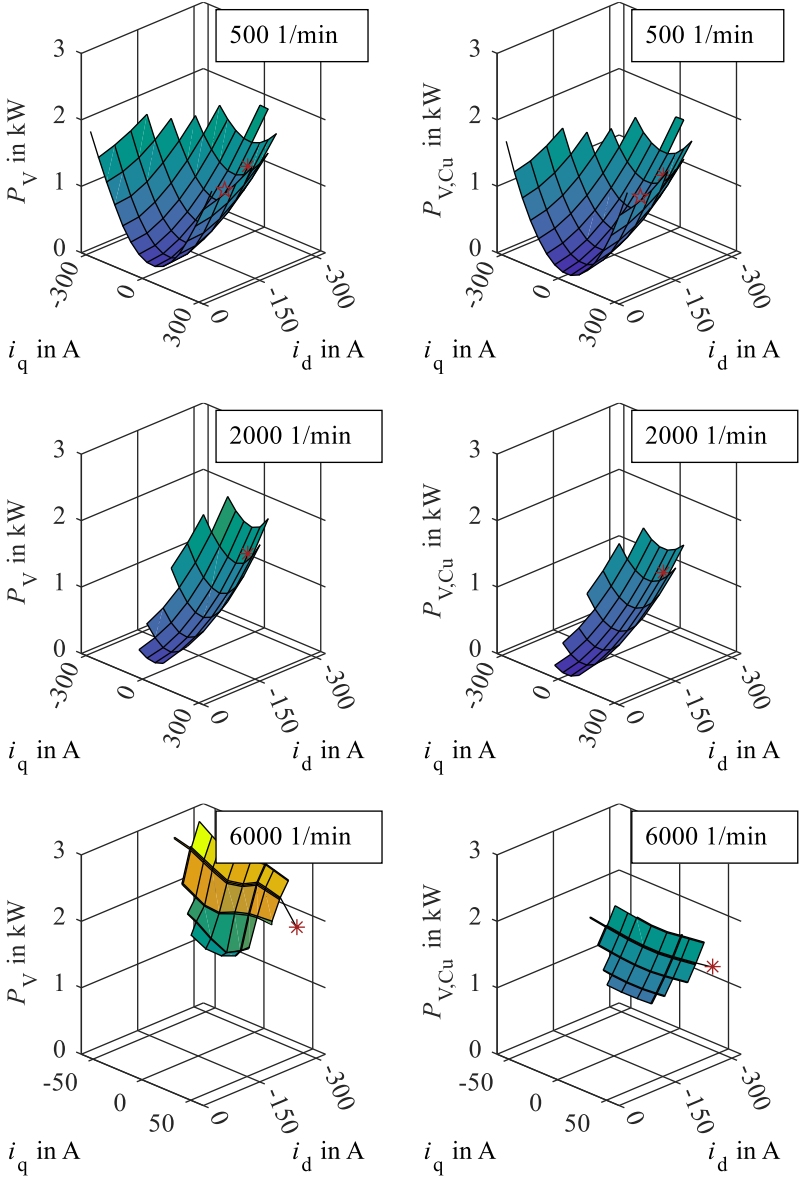 500 1/min
3
2
1
0
P_V in kW
-300
0
300
0
-150
-300
i_q in A
i_d in A
500 1/min
3
2
1
0
P_V,Cu in kW
-300
0
300
0
-150
-300
i_q in A
i_d in A
2000 1/min
3
2
1
0
P_V in kW
-300
0
300
0
-150
-300
i_q in A
i_d in A
2000 1/min
3
2
1
0
P_V,Cu in kW
-300
0
300
0
-150
-300
i_q in A
i_d in A
6000 1/min
3
2
1
0
P_V in kW
-50
0
50
0
-150
-300
i_q in A
i_d in A
6000 1/min
3
2
1
0
P_V,Cu in kW
-50
0
50
0
-150
-300
i_q in A
i_d in A